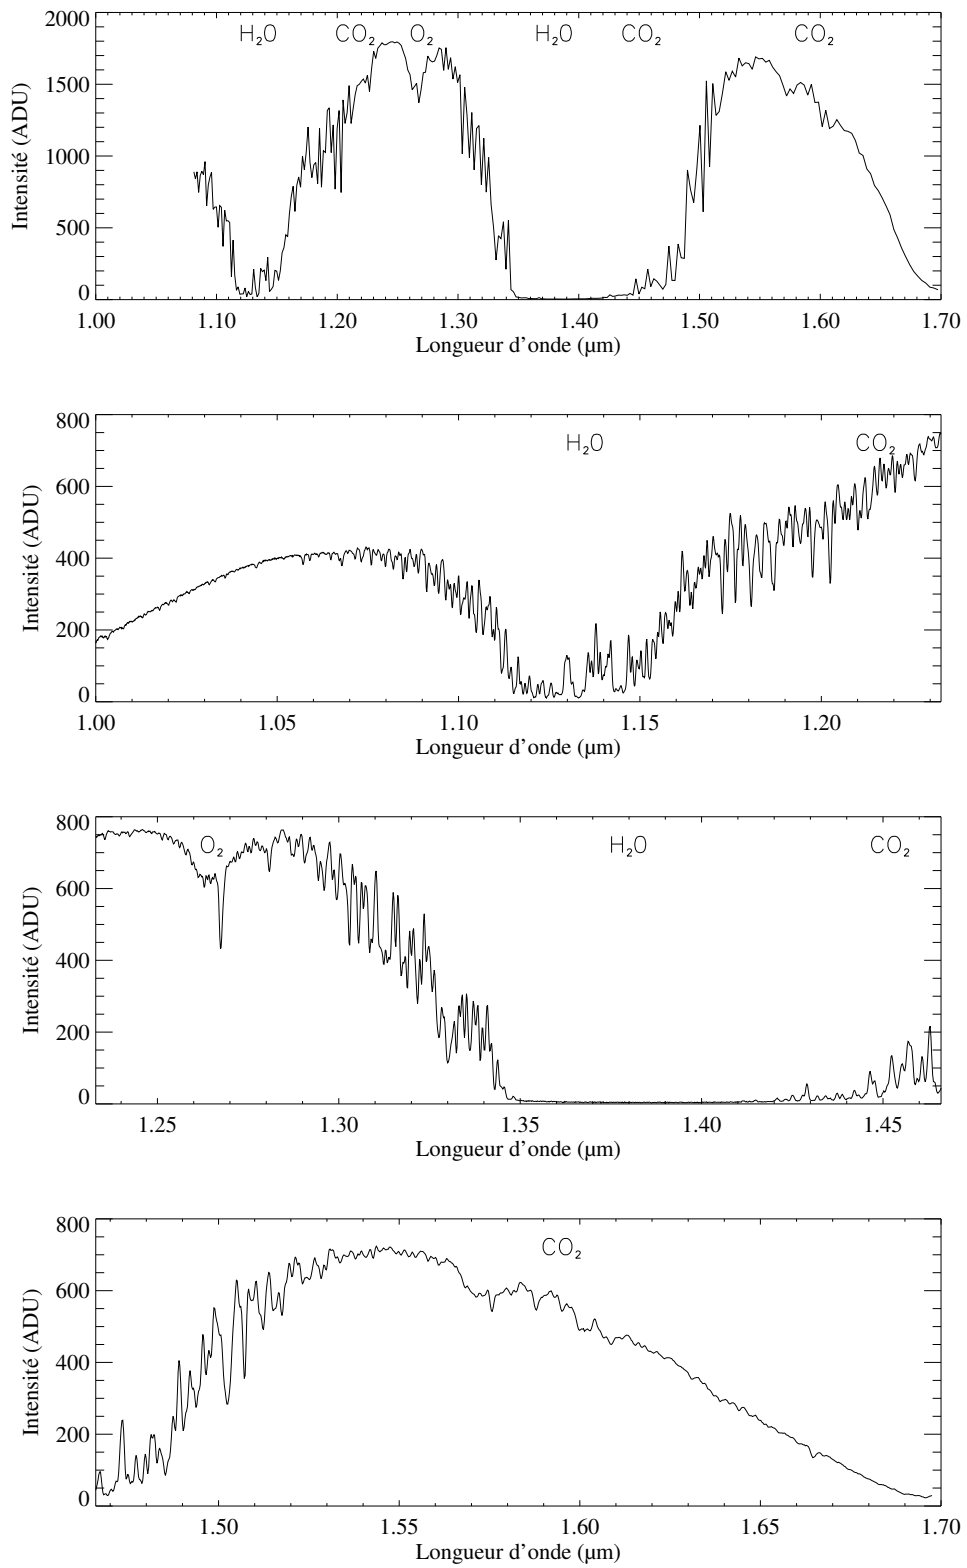 2000
H₂O CO₂ O₂ H₂O CO₂ CO₂
1500
1000
500
0
Intensité (ADU)
1.00 1.10 1.20 1.30 1.40 1.50 1.60 1.70
Longueur d'onde (µm)
800
H₂O CO₂
600
400
200
0
Intensité (ADU)
1.00 1.05 1.10 1.15 1.20
Longueur d'onde (µm)
800
O₂ H₂O CO₂
600
400
200
0
Intensité (ADU)
1.25 1.30 1.35 1.40 1.45
Longueur d'onde (µm)
800
CO₂
600
400
200
0
Intensité (ADU)
1.50 1.55 1.60 1.65 1.70
Longueur d'onde (µm)